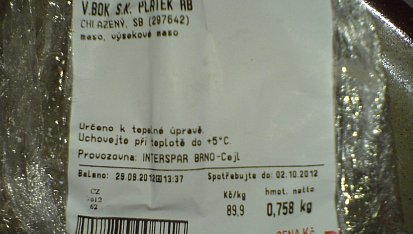 V.BOK S.K. PLÁTEK RB
CHLAZENÝ, SB (297642)
maso, výsekové maso
Určeno k tepelné úpravě.
Uchovejte při teplotě do +5°C.
Provozovna: INTERSPAR BRNO-Cejl
Baleno: 29.09.2012 13:37 Spotřebujte do: 02.10.2012
CZ Kč/kg hmot. netto
62 89.9 0,758 kg
CENA Kč